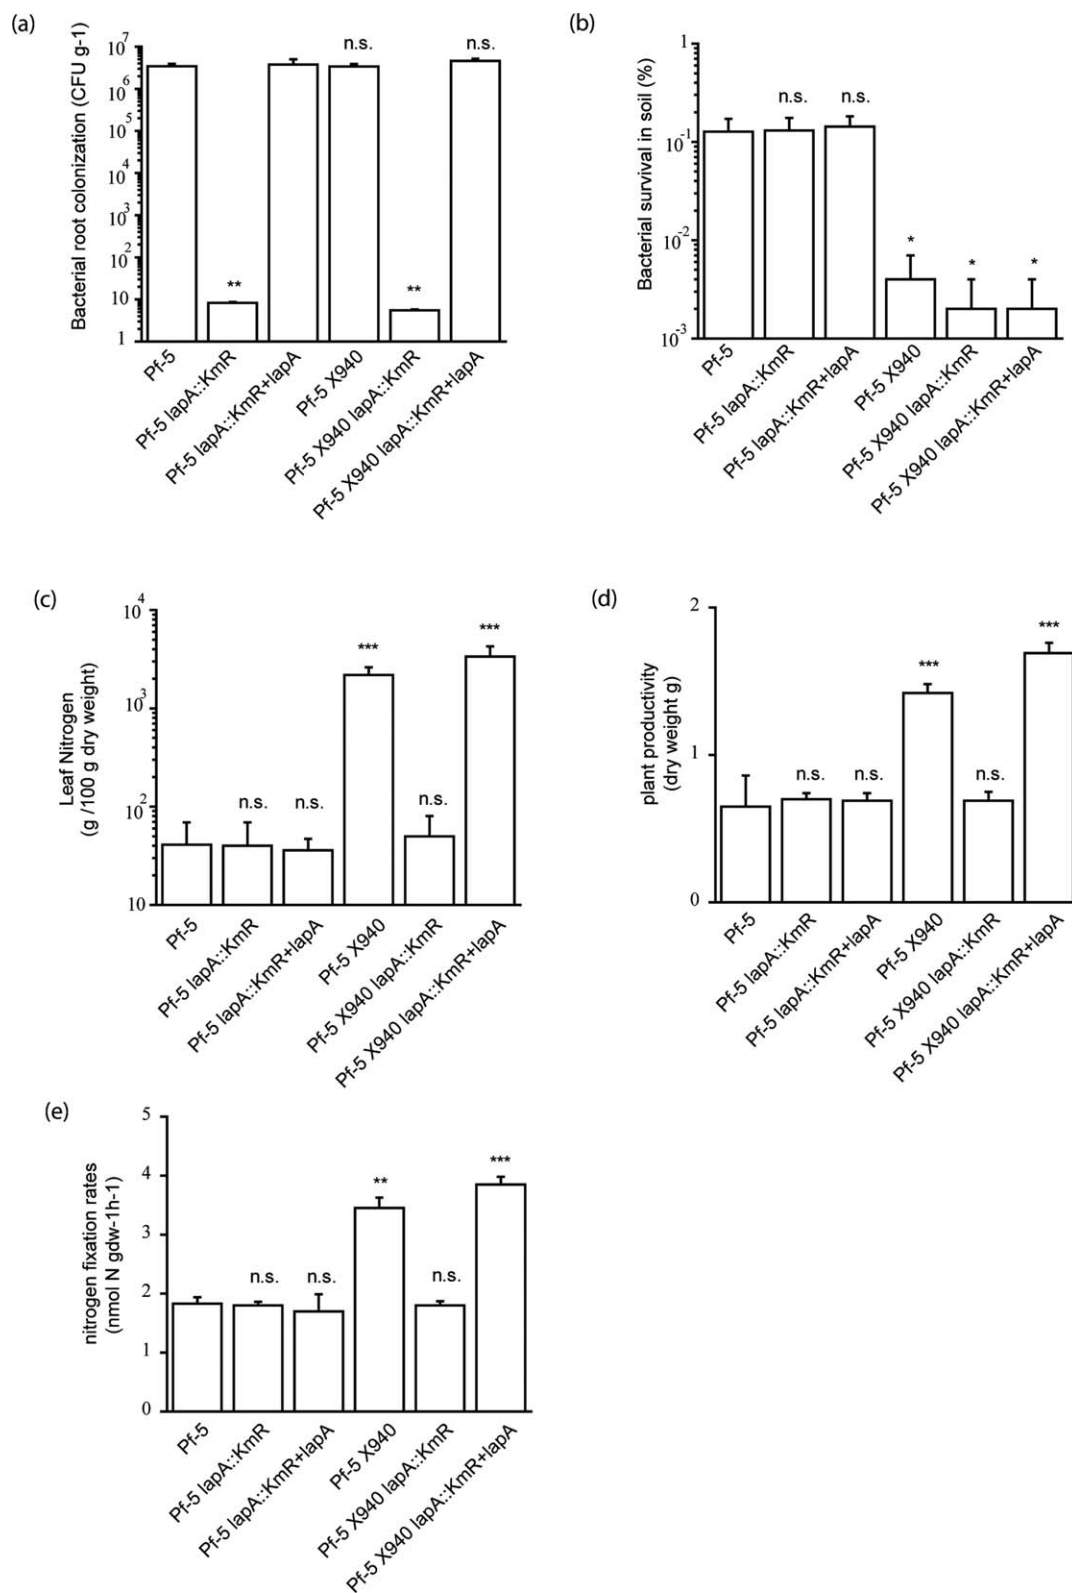 (a)
Bacterial root colonization (CFU g-1)
10^7
10^6
10^5
10^4
10^3
10^2
10
1
**
n.s.
**
n.s.
Pf-5
Pf-5 lapA::KmR
Pf-5 lapA::KmR+lapA
Pf-5 X940
Pf-5 X940 lapA::KmR
Pf-5 X940 lapA::KmR+lapA
(b)
Bacterial survival in soil (%)
1
10^-1
10^-2
10^-3
n.s.
n.s.
*
*
*
Pf-5
Pf-5 lapA::KmR
Pf-5 lapA::KmR+lapA
Pf-5 X940
Pf-5 X940 lapA::KmR
Pf-5 X940 lapA::KmR+lapA
(c)
Leaf Nitrogen
(g /100 g dry weight)
10^4
10^3
10^2
10
n.s.
n.s.
***
n.s.
***
Pf-5
Pf-5 lapA::KmR
Pf-5 lapA::KmR+lapA
Pf-5 X940
Pf-5 X940 lapA::KmR
Pf-5 X940 lapA::KmR+lapA
(d)
plant productivity
(dry weight g)
2
1
0
n.s.
n.s.
***
n.s.
***
Pf-5
Pf-5 lapA::KmR
Pf-5 lapA::KmR+lapA
Pf-5 X940
Pf-5 X940 lapA::KmR
Pf-5 X940 lapA::KmR+lapA
(e)
nitrogen fixation rates
(nmol N gdw-1h-1)
5
4
3
2
1
0
n.s.
n.s.
**
n.s.
***
Pf-5
Pf-5 lapA::KmR
Pf-5 lapA::KmR+lapA
Pf-5 X940
Pf-5 X940 lapA::KmR
Pf-5 X940 lapA::KmR+lapA